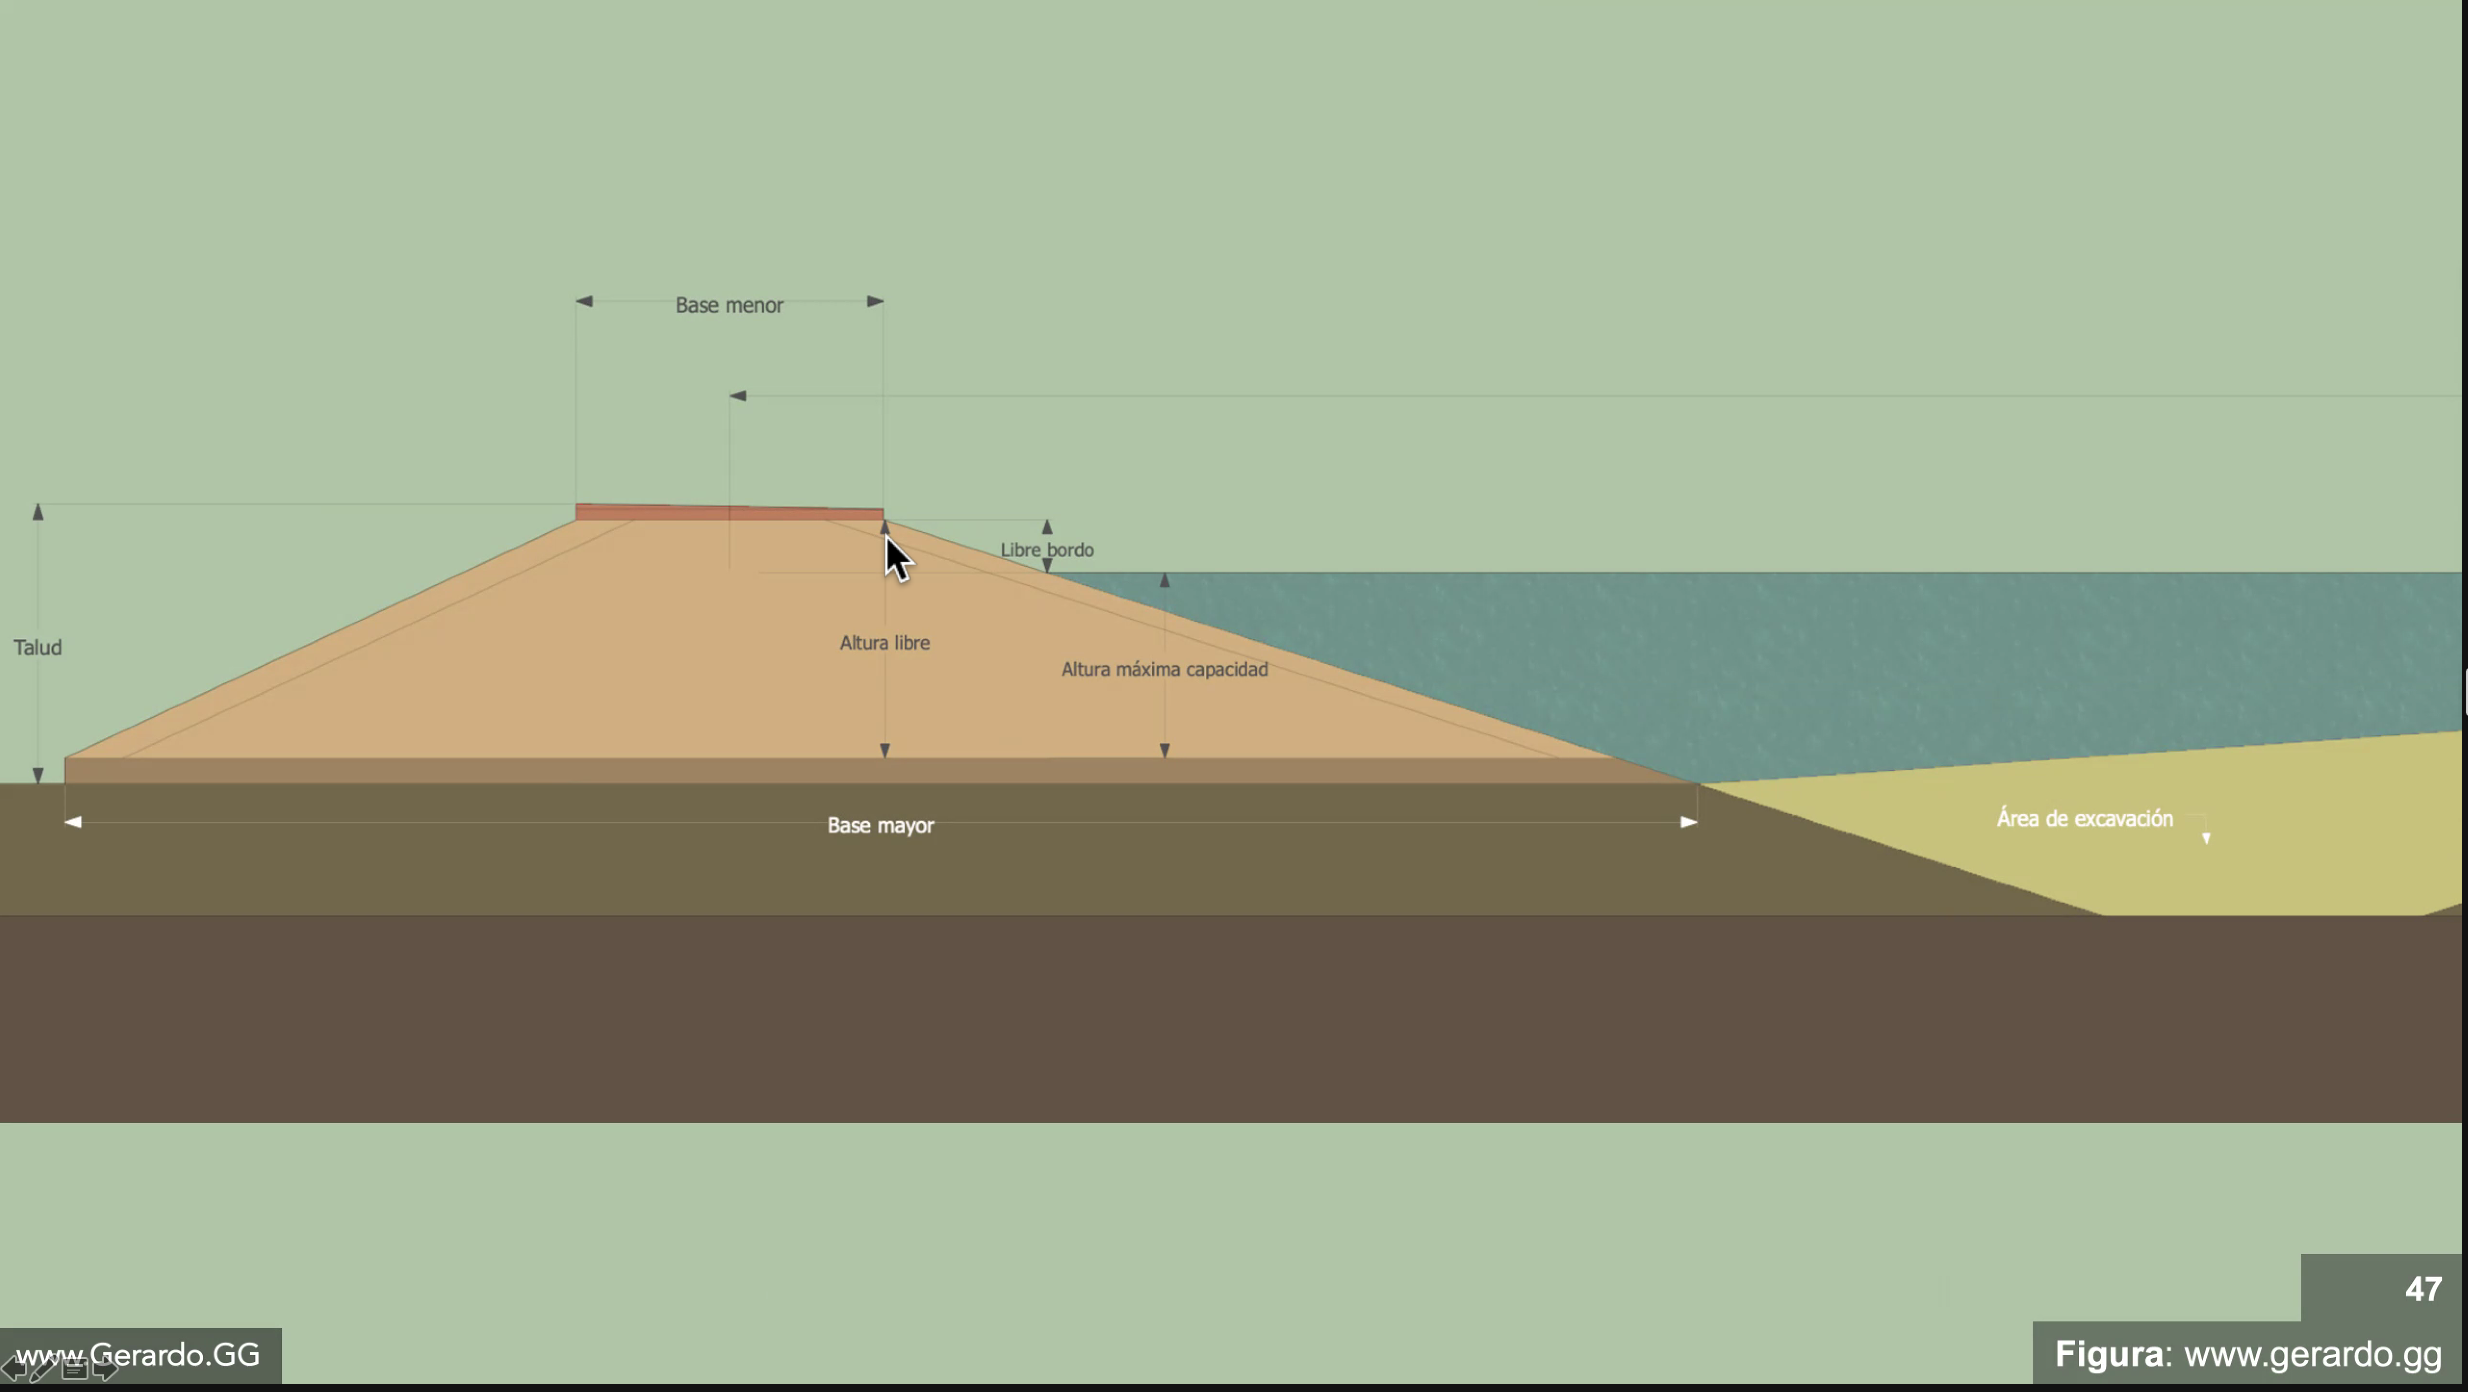 Base menor
Libre bordo
Talud
Altura libre
Altura máxima capacidad
Base mayor
Área de excavación
47
www.Gerardo.GG
Figura: www.gerardo.gg